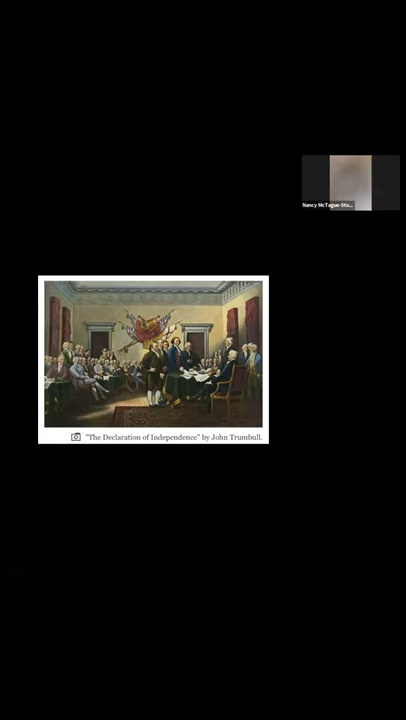 Nancy McTague-Sto...
"The Declaration of Independence" by John Trumbull.